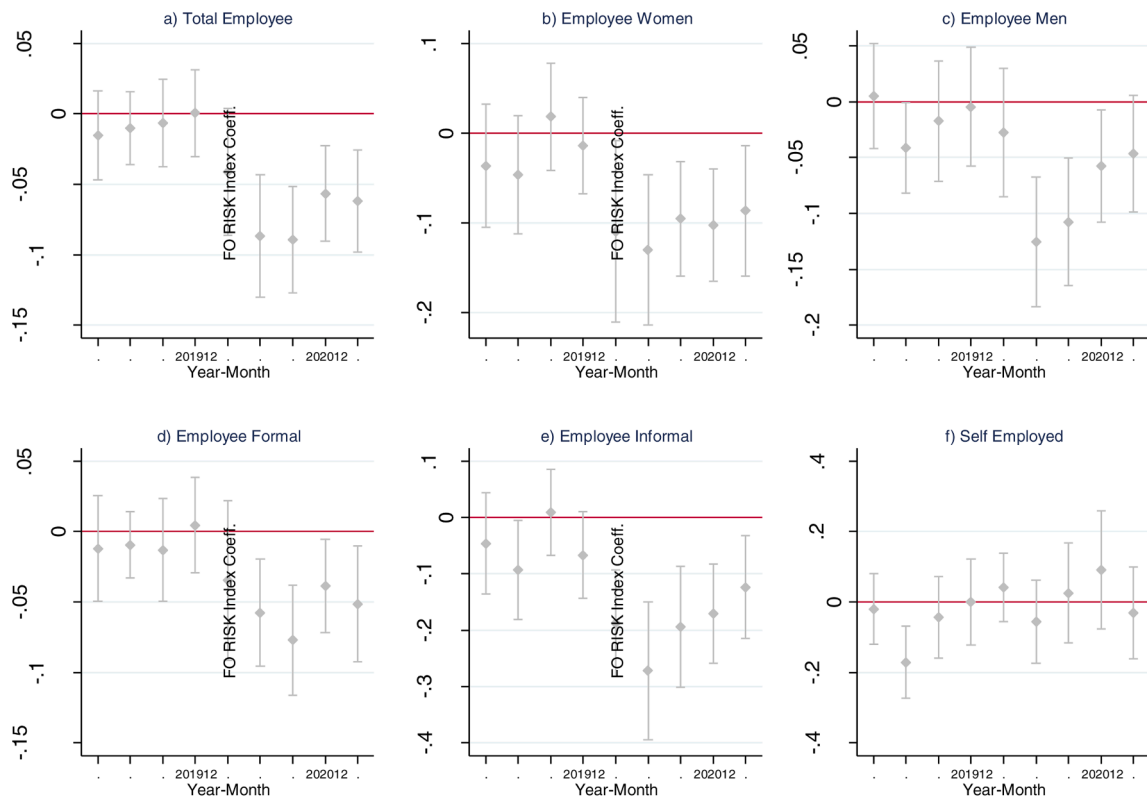 a) Total Employee
.05
0
-.05
-.1
-.15
. . . 201912 . . . 202012 .
Year-Month
FO RISK Index Coeff.
b) Employee Women
.1
0
-.1
-.2
. . . 201912 . . . 202012 .
Year-Month
FO RISK Index Coeff.
c) Employee Men
.05
0
-.05
-.1
-.15
-.2
. . . 201912 . . . 202012 .
Year-Month
d) Employee Formal
.05
0
-.05
-.1
-.15
. . . 201912 . . . 202012 .
Year-Month
FO RISK Index Coeff.
e) Employee Informal
.1
0
-.1
-.2
-.3
-.4
. . . 201912 . . . 202012 .
Year-Month
FO RISK Index Coeff.
f) Self Employed
.4
.2
0
-.2
-.4
. . . 201912 . . . 202012 .
Year-Month